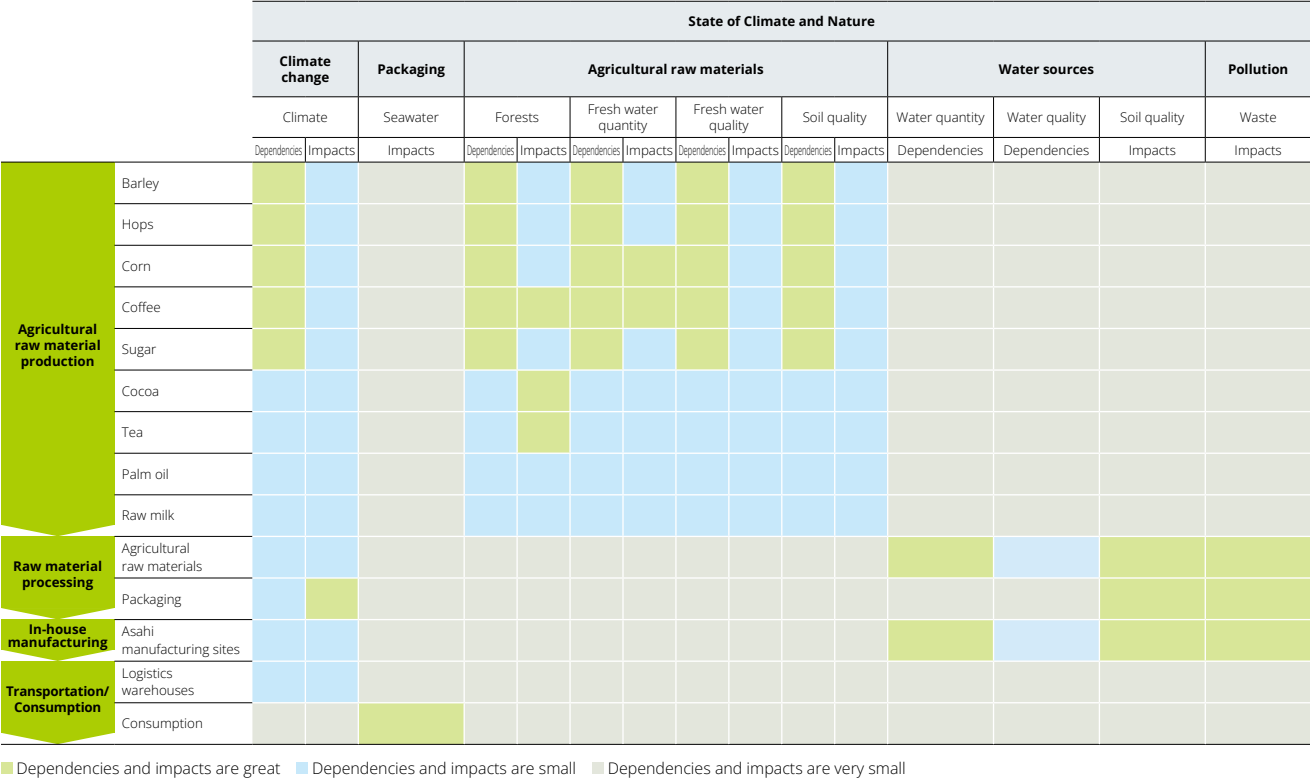 State of Climate and Nature
Climate
change
Packaging
Agricultural raw materials
Water sources
Pollution
Climate
Seawater
Forests
Fresh water
quantity
Fresh water
quality
Soil quality
Water quantity
Water quality
Soil quality
Waste
Dependencies
Impacts
Impacts
Dependencies
Impacts
Dependencies
Impacts
Dependencies
Impacts
Dependencies
Impacts
Dependencies
Dependencies
Impacts
Impacts
Agricultural
raw material
production
Barley
Hops
Corn
Coffee
Sugar
Cocoa
Tea
Palm oil
Raw milk
Raw material
processing
Agricultural
raw materials
Packaging
In-house
manufacturing
Asahi
manufacturing sites
Transportation/
Consumption
Logistics
warehouses
Consumption
Dependencies and impacts are great
Dependencies and impacts are small
Dependencies and impacts are very small